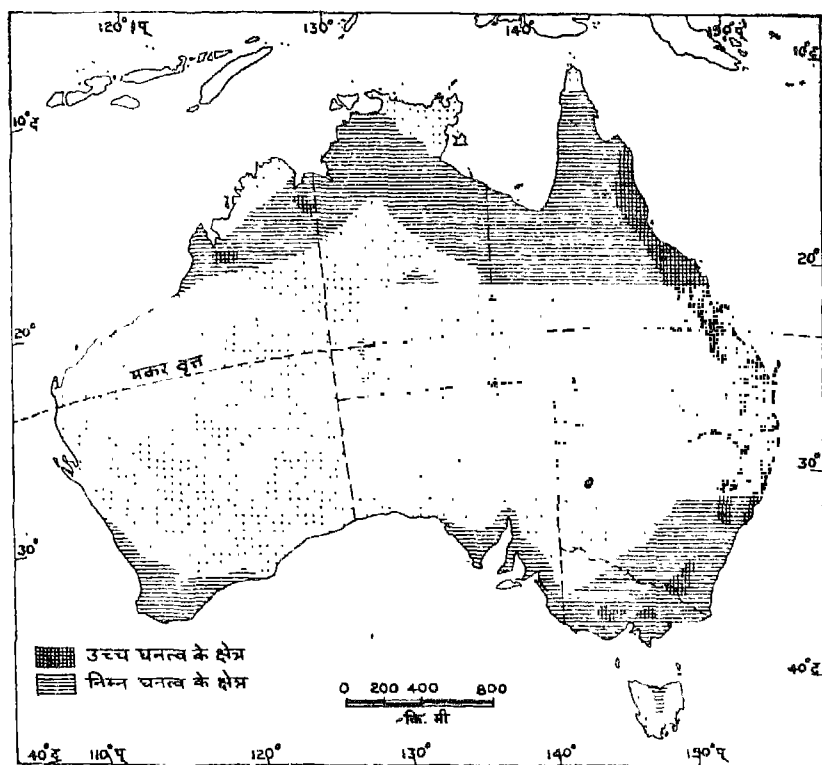 120°पू 130° 140° 150°पू
10°द
10°द
20°
20°
मकर वृत्त
30°
30°
उच्च घनत्व के क्षेत्र
निम्न घनत्व के क्षेत्र
40°द
0 200 400 800
कि. मी
40°द 110°पू 120° 130° 140° 150°पू